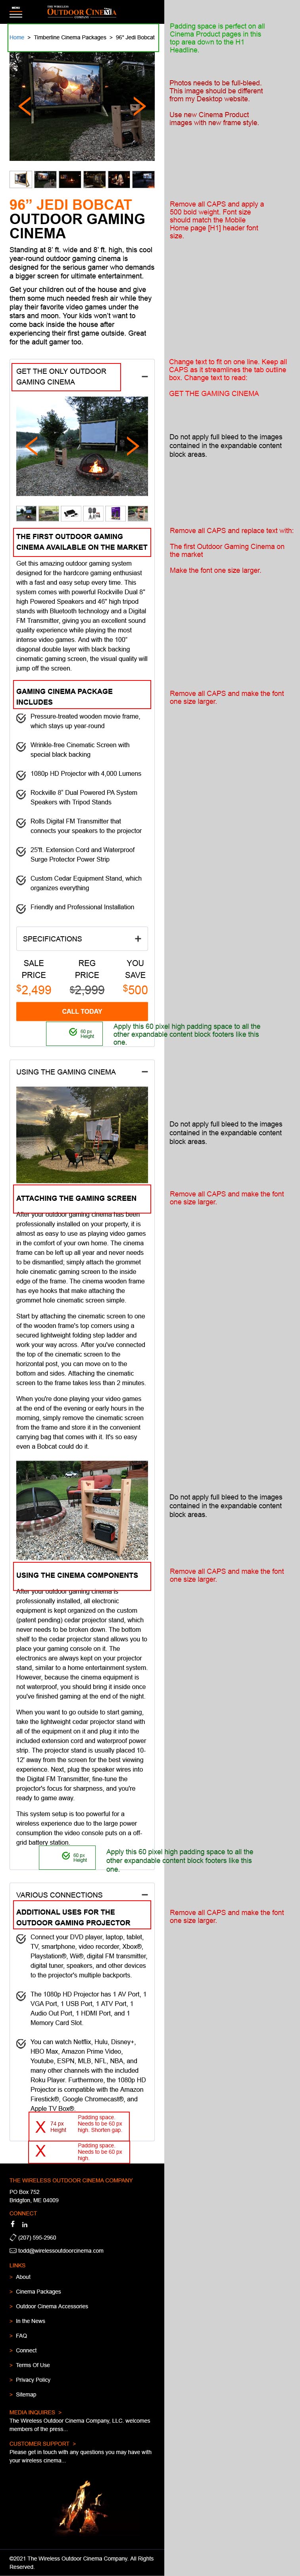 MENU
THE WIRELESS
OUTDOOR CINEMA
COMPANY
Home > Timberline Cinema Packages > 96" Jedi Bobcat
Padding space is perfect on all
Cinema Product pages in this
top area down to the H1
Headline.
Photos needs to be full-bleed.
This image should be different
from my Desktop website.
Use new Cinema Product
images with new frame style.
96” JEDI BOBCAT
OUTDOOR GAMING
CINEMA
Remove all CAPS and apply a
500 bold weight. Font size
should match the Mobile
Home page [H1] header font
size.
Standing at 8' ft. wide and 8' ft. high, this cool
year-round outdoor gaming cinema is
designed for the serious gamer who demands
a bigger screen for ultimate entertainment.
Get your children out of the house and give
them some much needed fresh air while they
play their favorite video games under the
stars and moon. Your kids won't want to
come back inside the house after
experiencing their first game outside. Great
for the adult gamer too.
GET THE ONLY OUTDOOR
GAMING CINEMA
Change text to fit on one line. Keep all
CAPS as it streamlines the tab outline
box. Change text to read:
GET THE GAMING CINEMA
Do not apply full bleed to the images
contained in the expandable content
block areas.
THE FIRST OUTDOOR GAMING
CINEMA AVAILABLE ON THE MARKET
Remove all CAPS and replace text with:
The first Outdoor Gaming Cinema on
the market
Make the font one size larger.
Get this amazing outdoor gaming system
designed for the hardcore gaming enthusiast
with a fast and easy setup every time. This
system comes with powerful Rockville Dual 8"
high Powered Speakers and 46" high tripod
stands with Bluetooth technology and a Digital
FM Transmitter, giving you an excellent sound
quality experience while playing the most
intense video games. And with the 100"
diagonal double layer with black backing
cinematic gaming screen, the visual quality will
jump off the screen.
GAMING CINEMA PACKAGE
INCLUDES
Remove all CAPS and make the font
one size larger.
Pressure-treated wooden movie frame,
which stays up year-round
Wrinkle-free Cinematic Screen with
special black backing
1080p HD Projector with 4,000 Lumens
Rockville 8” Dual Powered PA System
Speakers with Tripod Stands
Rolls Digital FM Transmitter that
connects your speakers to the projector
25'ft. Extension Cord and Waterproof
Surge Protector Power Strip
Custom Cedar Equipment Stand, which
organizes everything
Friendly and Professional Installation
SPECIFICATIONS +
SALE
PRICE
$2,499
REG
PRICE
$2,999
YOU
SAVE
$500
CALL TODAY
60 px
Height
Apply this 60 pixel high padding space to all the
other expandable content block footers like this
one.
USING THE GAMING CINEMA
Do not apply full bleed to the images
contained in the expandable content
block areas.
ATTACHING THE GAMING SCREEN
Remove all CAPS and make the font
one size larger.
After your outdoor gaming cinema has been
professionally installed on your property, it is
almost as easy to use as playing video games
in the comfort of your own home. The cinema
frame can be left up all year round and never needs
to be dismantled; simply attach the grommet
hole cinematic gaming screen to the inside
edge of the frame. The cinema wooden frame
has eye hooks that make attaching the
grommet hole cinematic screen simple.
Start by attaching the cinematic screen to one
of the wooden frame's top corners using a
secured lightweight folding step ladder and
work your way across. After you've connected
the top of the cinematic screen to the
horizontal post, you can move on to the
bottom and sides. Attaching the cinematic
screen to the frame takes less than 2 minutes.
When you're done playing your video games
at the end of the evening or early hours in the
morning, simply remove the cinematic screen
from the frame and store it in the convenient
carrying bag that comes with it. It's so easy
even a Bobcat could do it.
Do not apply full bleed to the images
contained in the expandable content
block areas.
USING THE CINEMA COMPONENTS
Remove all CAPS and make the font
one size larger.
After your outdoor gaming cinema is
professionally installed, all electronic
equipment is kept organized on the custom
(patent pending) cedar projector stand, which
never needs to be broken down. The bottom
shelf to the cedar projector stand allows you to
place your gaming console on it. The
electronics are always kept on your projector
stand, similar to a home entertainment system.
However, because the cinema equipment is
not waterproof, you should bring it inside once
you've finished gaming at the end of the night.
When you want to go outside to start gaming,
take the lightweight cedar projector stand with
all of the equipment on it and plug it into the
included extension cord and waterproof power
strip. The projector stand is usually placed 10-
12' away from the screen for the best viewing
experience. Next, plug the speaker wires into
the Digital FM Transmitter, fine-tune the
projector's focus for sharpness, and you're
ready to game away.
This system setup is too powerful for a
wireless experience due to the large power
consumption the video console puts on a off-
grid battery station.
60 px
Height
Apply this 60 pixel high padding space to all the
other expandable content block footers like this
one.
VARIOUS CONNECTIONS
ADDITIONAL USES FOR THE
OUTDOOR GAMING PROJECTOR
Remove all CAPS and make the font
one size larger.
Connect your DVD player, laptop, tablet,
TV, smartphone, video recorder, Xbox®,
Playstation®, Wii®, digital FM transmitter,
digital tuner, speakers, and other devices
to the projector's multiple backports.
The 1080p HD Projector has 1 AV Port, 1
VGA Port, 1 USB Port, 1 ATV Port, 1
Audio Out Port, 1 HDMI Port, and 1
Memory Card Slot.
You can watch Netflix, Hulu, Disney+,
HBO Max, Amazon Prime Video,
Youtube, ESPN, MLB, NFL, NBA, and
many other channels with the included
Roku Player. Furthermore, the 1080p HD
Projector is compatible with the Amazon
Firestick®, Google Chromecast®, and
Apple TV Box®.
X
74 px
Height
Padding space.
Needs to be 60 px
high. Shorten gap.
X
Padding space.
Needs to be 60 px
high.
THE WIRELESS OUTDOOR CINEMA COMPANY
PO Box 752
Bridgton, ME 04009
CONNECT
f in
(207) 595-2960
todd@wirelessoutdoorcinema.com
LINKS
> About
> Cinema Packages
> Outdoor Cinema Accessories
> In the News
> FAQ
> Connect
> Terms Of Use
> Privacy Policy
> Sitemap
MEDIA INQUIRES >
The Wireless Outdoor Cinema Company, LLC. welcomes
members of the press...
CUSTOMER SUPPORT >
Please get in touch with any questions you may have with
your wireless cinema...
©2021 The Wireless Outdoor Cinema Company. All Rights
Reserved.